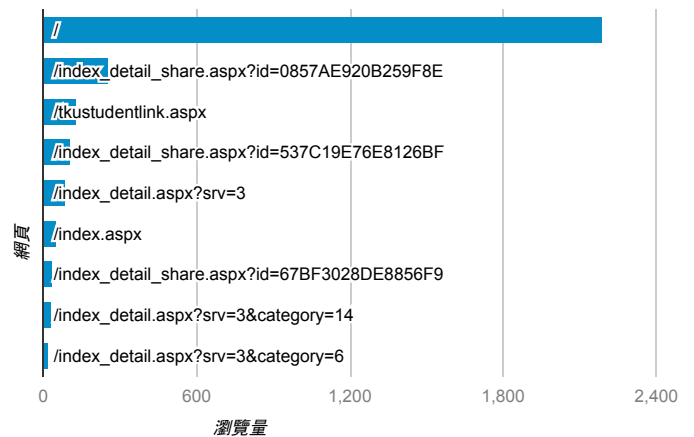 /
/index_detail_share.aspx?id=0857AE920B259F8E
/tkustudentlink.aspx
/index_detail_share.aspx?id=537C19E76E8126BF
/index_detail.aspx?srv=3
/index.aspx
/index_detail_share.aspx?id=67BF3028DE8856F9
/index_detail.aspx?srv=3&category=14
/index_detail.aspx?srv=3&category=6
網頁
0 600 1,200 1,800 2,400
瀏覽量